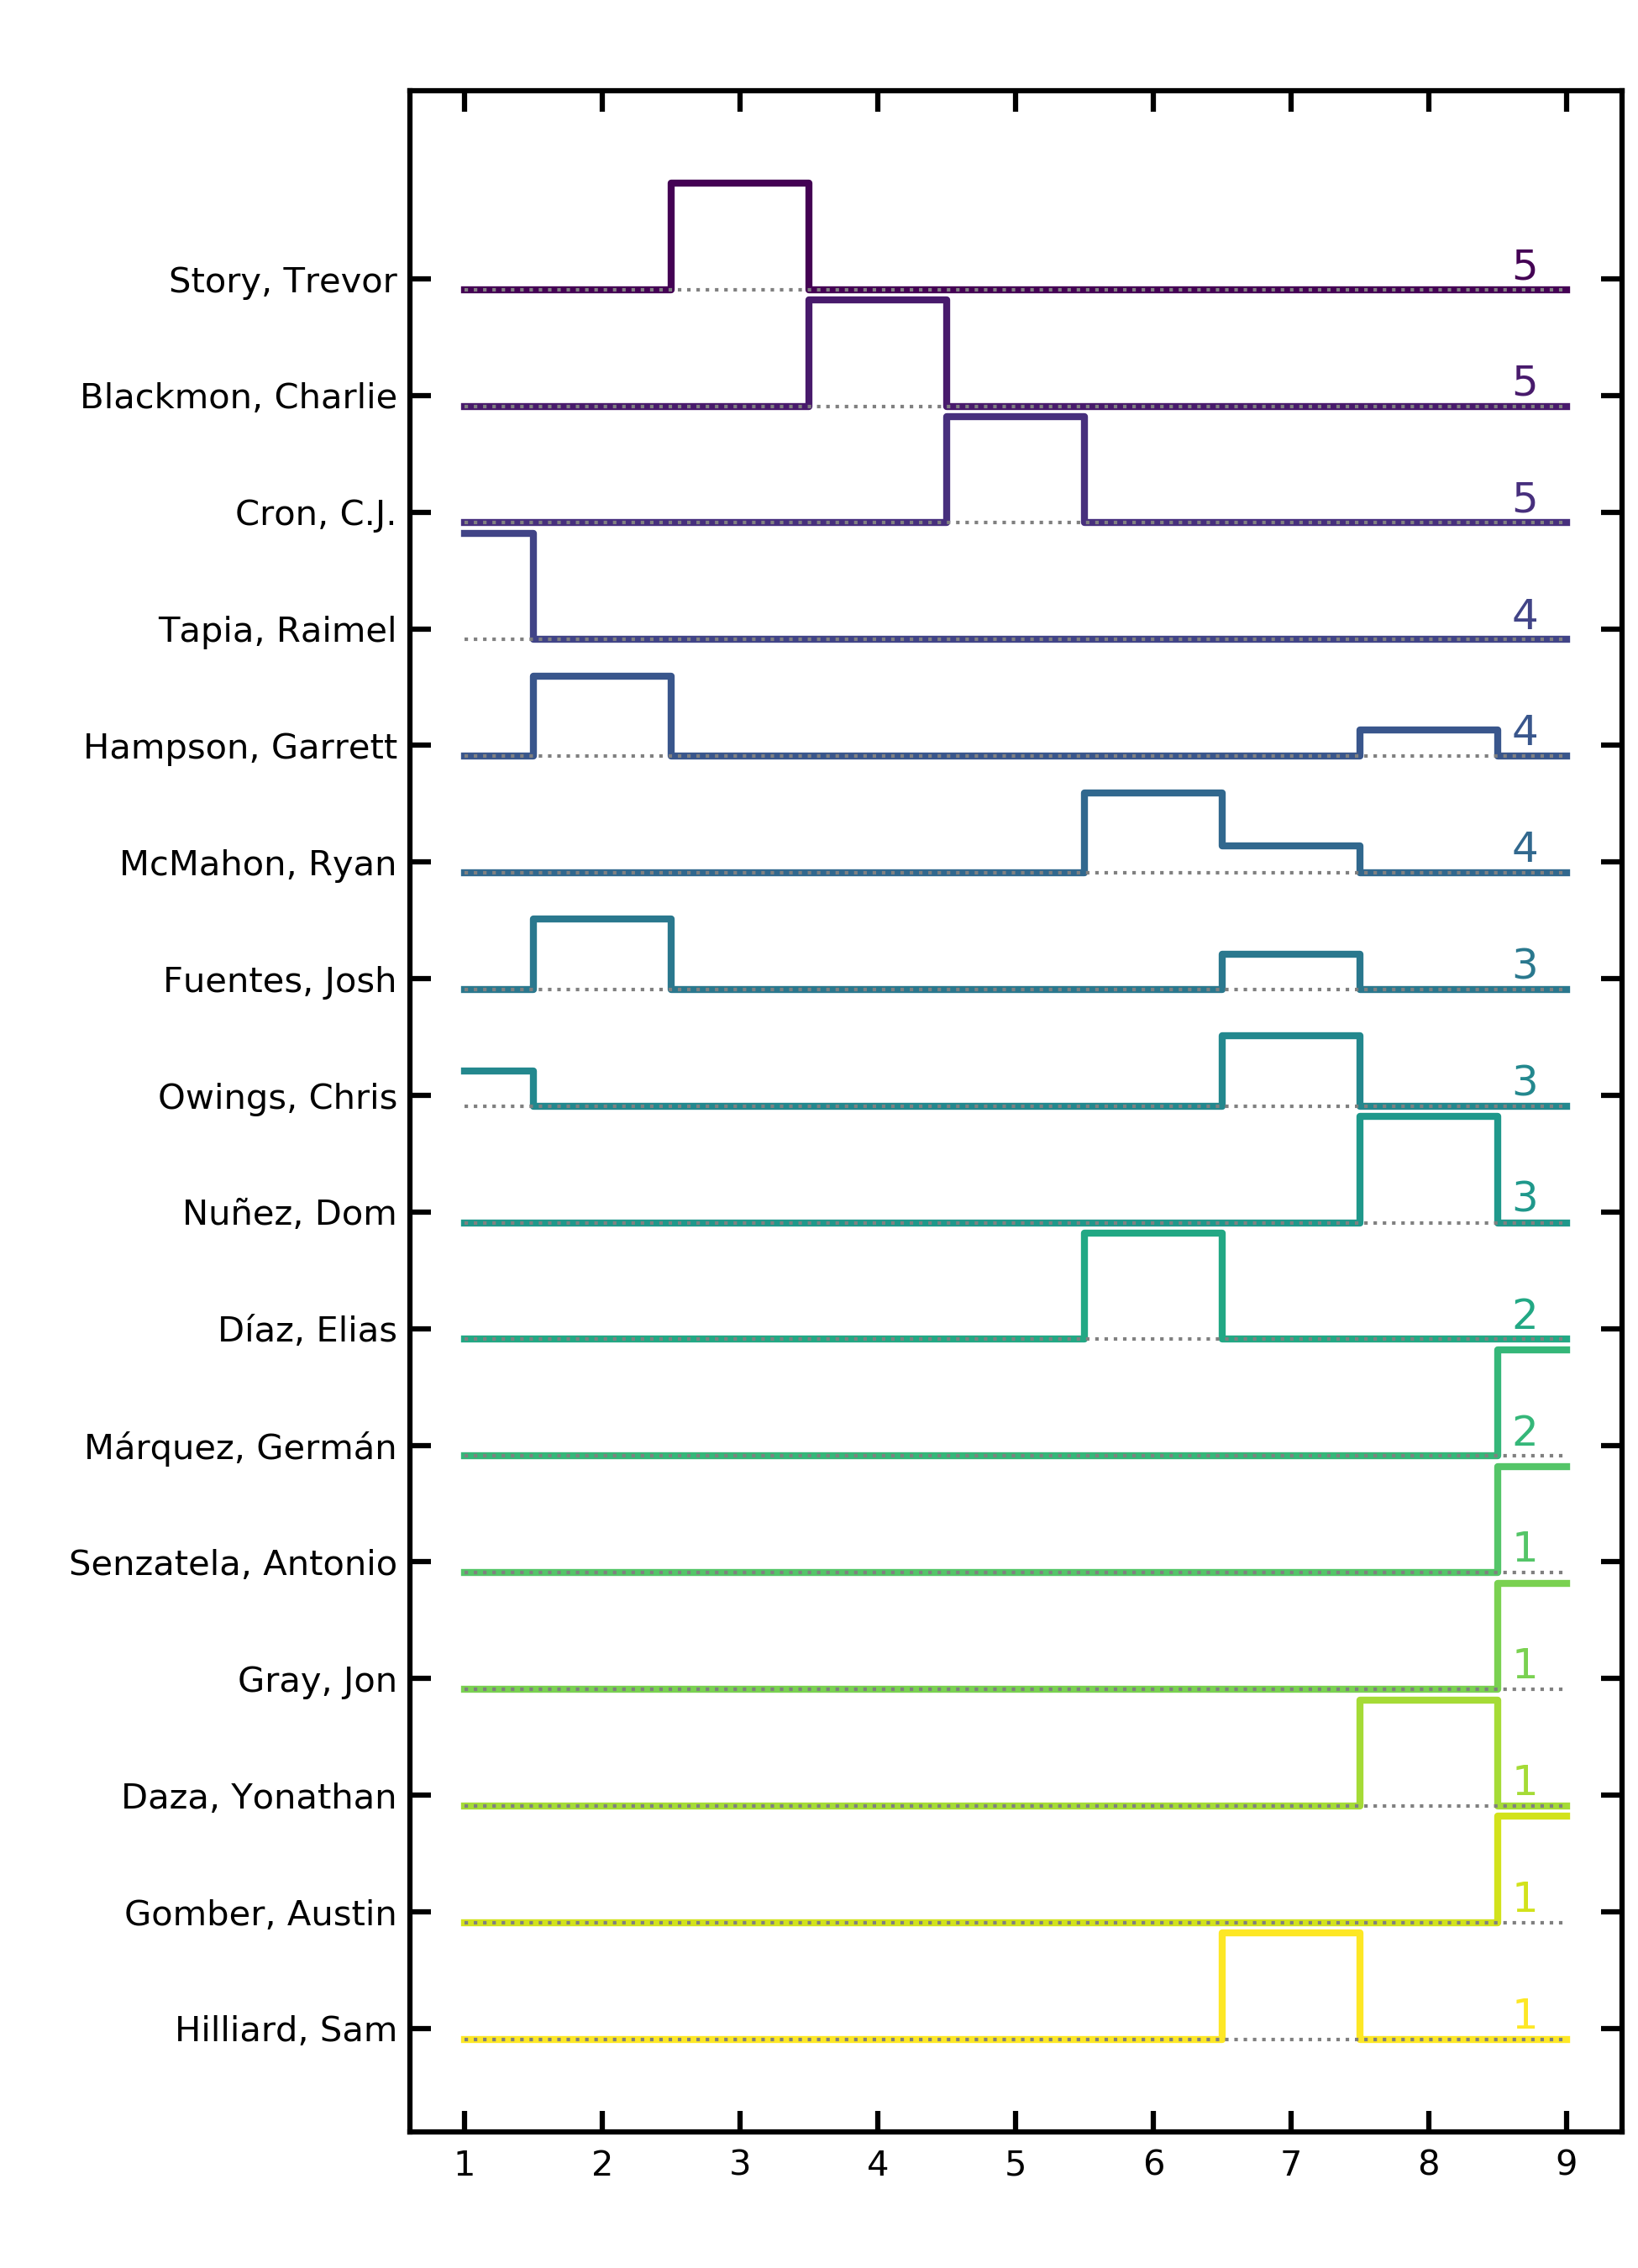 Story, Trevor 5
Blackmon, Charlie 5
Cron, C.J. 5
Tapia, Raimel 4
Hampson, Garrett 4
McMahon, Ryan 4
Fuentes, Josh 3
Owings, Chris 3
Nuñez, Dom 3
Díaz, Elias 2
Márquez, Germán 2
Senzatela, Antonio 1
Gray, Jon 1
Daza, Yonathan 1
Gomber, Austin 1
Hilliard, Sam 1
1 2 3 4 5 6 7 8 9